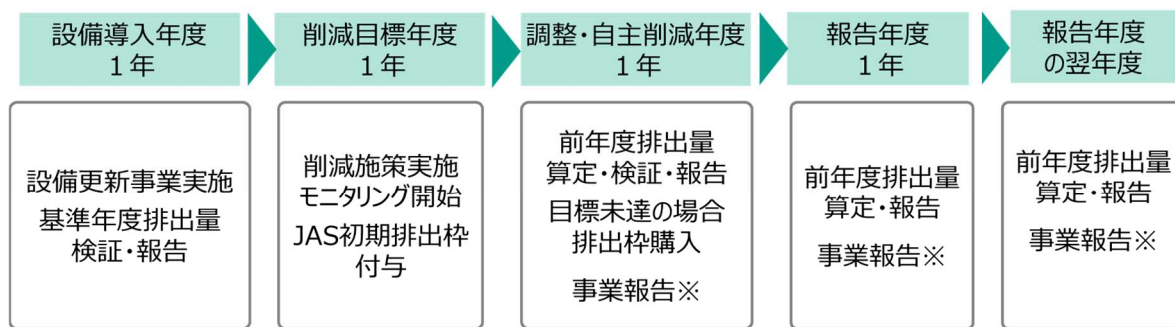 設備導入年度
1年
削減目標年度
1年
調整・自主削減年度
1年
報告年度
1年
報告年度
の翌年度
設備更新事業実施
基準年度排出量
検証・報告
削減施策実施
モニタリング開始
JAS初期排出枠
付与
前年度排出量
算定・検証・報告
目標未達の場合
排出枠購入
事業報告※
前年度排出量
算定・報告
事業報告※
前年度排出量
算定・報告
事業報告※